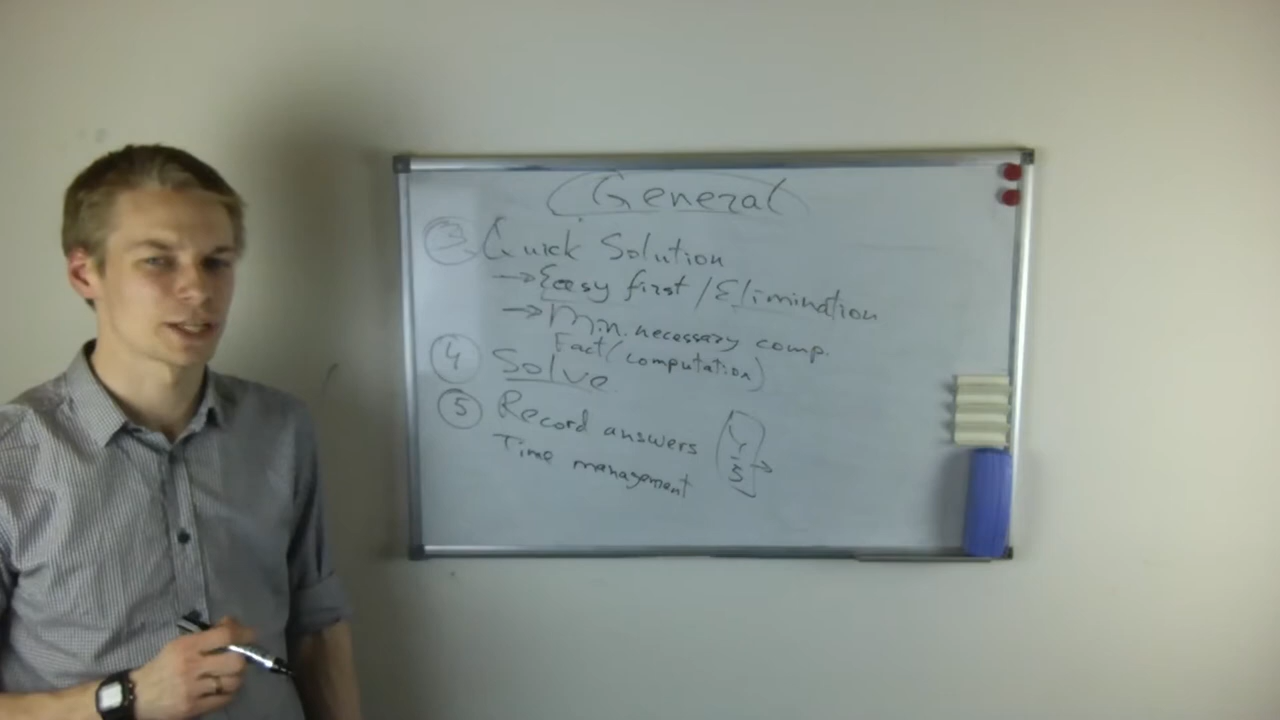 General
3 Quick Solution
→ Easy first / Elimination
→ Min. necessary comp.
Fact (computation)
4 Solve
5 Record answers
Time management